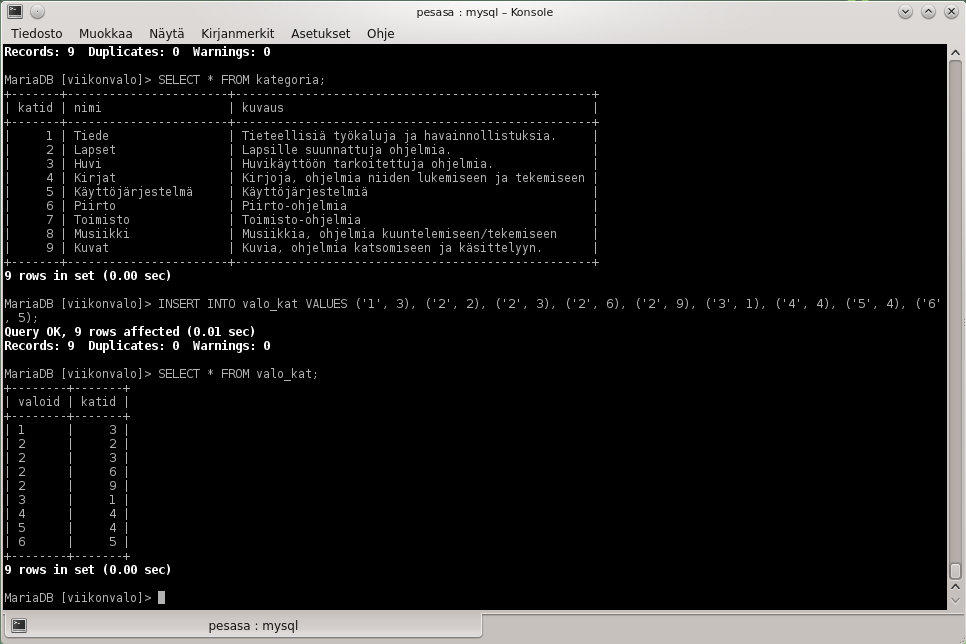 pesasa : mysql – Konsole
Tiedosto Muokkaa Näytä Kirjanmerkit Asetukset Ohje
Records: 9  Duplicates: 0  Warnings: 0
MariaDB [viikonvalo]> SELECT * FROM kategoria;
+-------+-----------------------+---------------------------------------------------+
| katid | nimi                  | kuvaus                                            |
+-------+-----------------------+---------------------------------------------------+
|     1 | Tiede                 | Tieteellisiä työkaluja ja havainnollistuksia.     |
|     2 | Lapset                | Lapsille suunnattuja ohjelmia.                    |
|     3 | Huvi                  | Huvikäyttöön tarkoitettuja ohjelmia.              |
|     4 | Kirjat                | Kirjoja, ohjelmia niiden lukemiseen ja tekemiseen |
|     5 | Käyttöjärjestelmä     | Käyttöjärjestelmiä                                |
|     6 | Piirto                | Piirto-ohjelmia                                   |
|     7 | Toimisto              | Toimisto-ohjelmia                                 |
|     8 | Musiikki              | Musiikkia, ohjelmia kuuntelemiseen/tekemiseen     |
|     9 | Kuvat                 | Kuvia, ohjelmia katsomiseen ja käsittelyyn.       |
+-------+-----------------------+---------------------------------------------------+
9 rows in set (0.00 sec)
MariaDB [viikonvalo]> INSERT INTO valo_kat VALUES ('1', 3), ('2', 2), ('2', 3), ('2', 6), ('2', 9), ('3', 1), ('4', 4), ('5', 4), ('6'
, 5);
Query OK, 9 rows affected (0.01 sec)
Records: 9  Duplicates: 0  Warnings: 0
MariaDB [viikonvalo]> SELECT * FROM valo_kat;
+--------+-------+
| valoid | katid |
+--------+-------+
| 1      |     3 |
| 2      |     2 |
| 2      |     3 |
| 2      |     6 |
| 2      |     9 |
| 3      |     1 |
| 4      |     4 |
| 5      |     4 |
| 6      |     5 |
+--------+-------+
9 rows in set (0.00 sec)
MariaDB [viikonvalo]>
pesasa : mysql